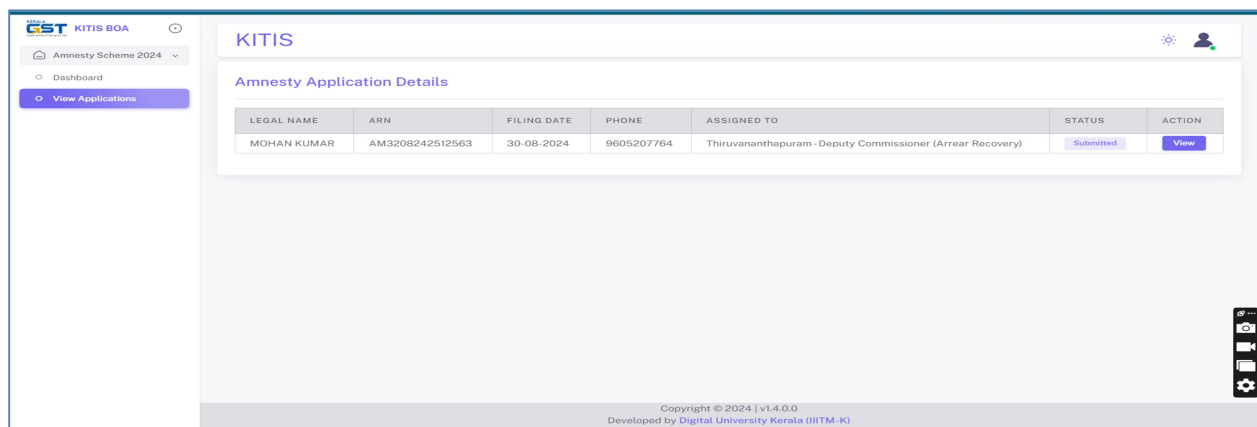 KERALA
GST KITIS BOA
Amnesty Scheme 2024
Dashboard
View Applications
KITIS
Amnesty Application Details
LEGAL NAME ARN FILING DATE PHONE ASSIGNED TO STATUS ACTION
MOHAN KUMAR AM3208242512563 30-08-2024 9605207764 Thiruvananthapuram - Deputy Commissioner (Arrear Recovery) Submitted View
Copyright © 2024 | v1.4.0.0
Developed by Digital University Kerala (IIITM-K)